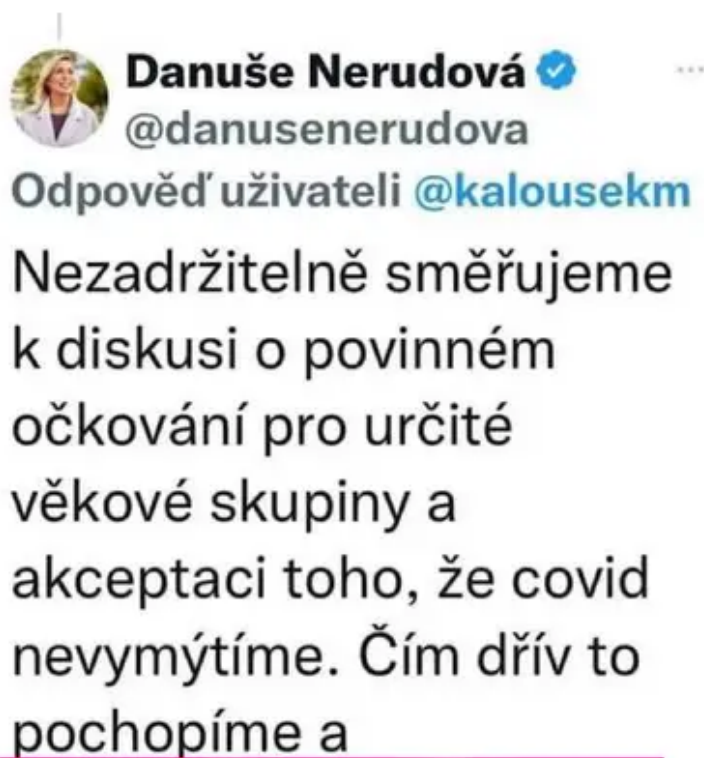 Danuše Nerudová
@danusenerudova
Odpověď uživateli @kalousekm
Nezadržitelně směřujeme
k diskusi o povinném
očkování pro určité
věkové skupiny a
akceptaci toho, že covid
nevymýtíme. Čím dřív to
pochopíme a